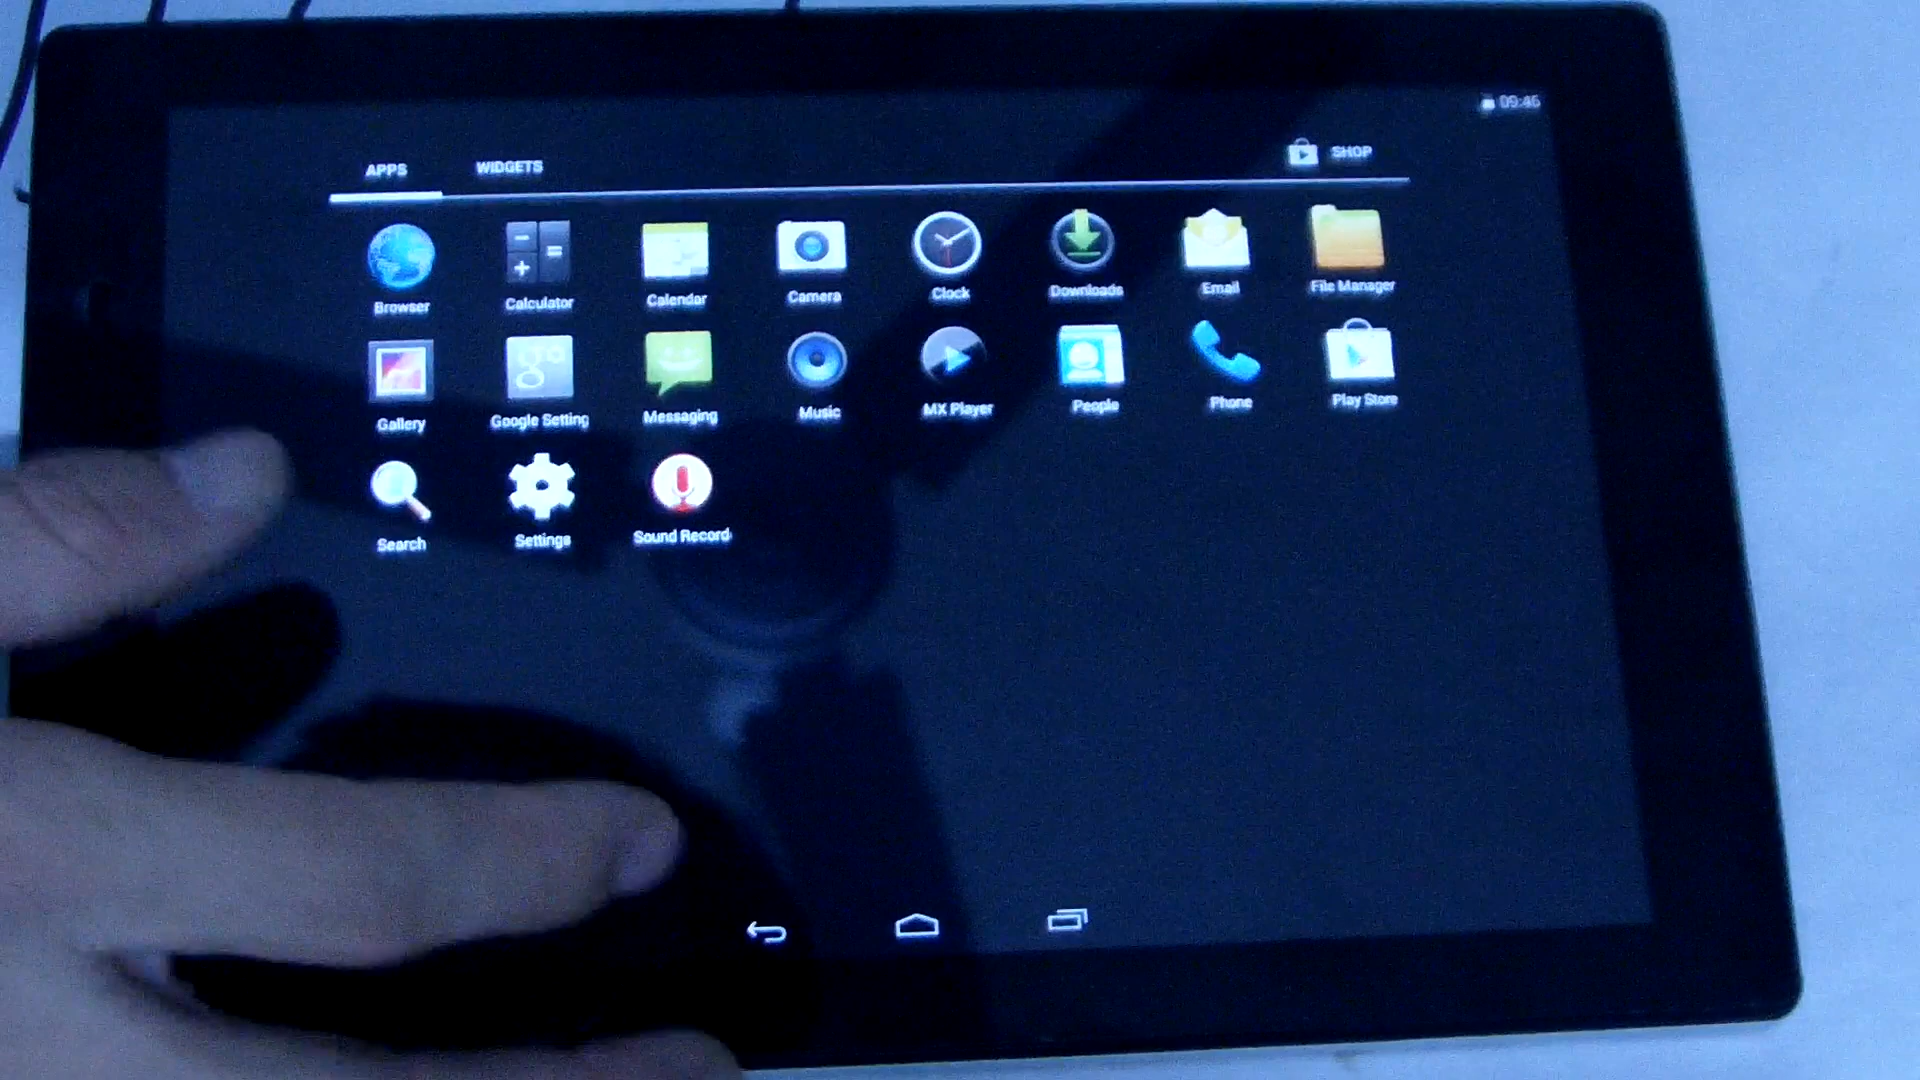 09:46
APPS WIDGETS SHOP
Browser Calculator Calendar Camera Clock Downloads Email File Manager
Gallery Google Setting Messaging Music MX Player People Phone Play Store
Search Settings Sound Record